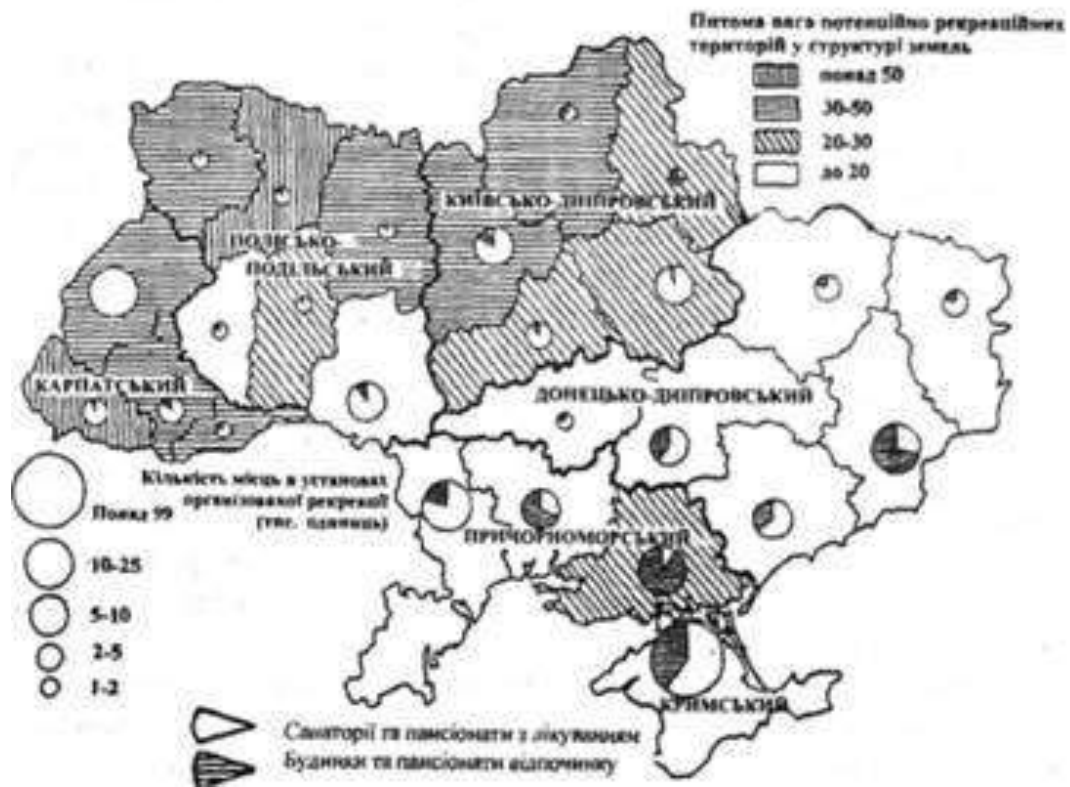 Питома вага потенційно рекреаційних
територій у структурі земель
понад 50
30-50
20-30
до 20
КИЇВСЬКО-ДНІПРОВСЬКИЙ
ПОЛІСЬКО-
ПОДІЛЬСЬКИЙ
КАРПАТСЬКИЙ
ДОНЕЦЬКО-ДНІПРОВСЬКИЙ
Кількість місць в установах
організованої рекреації
(тис. одиниць)
Понад 99
ПРИЧОРНОМОРСЬКИЙ
10-25
5-10
2-5
1-2
КРИМСЬКИЙ
Санаторії та пансіонати з лікуванням
Будинки та пансіонати відпочинку